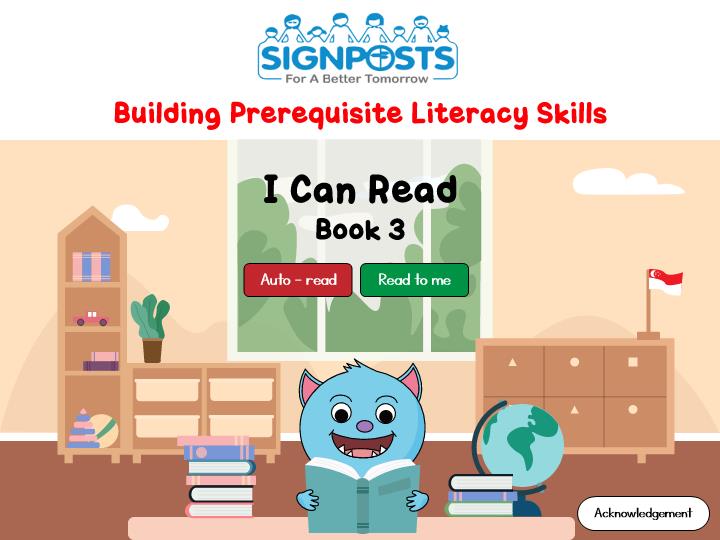 SIGNPOSTS
For A Better Tomorrow
Building Prerequisite Literacy Skills
I Can Read
Book 3
Auto - read
Read to me
Acknowledgement